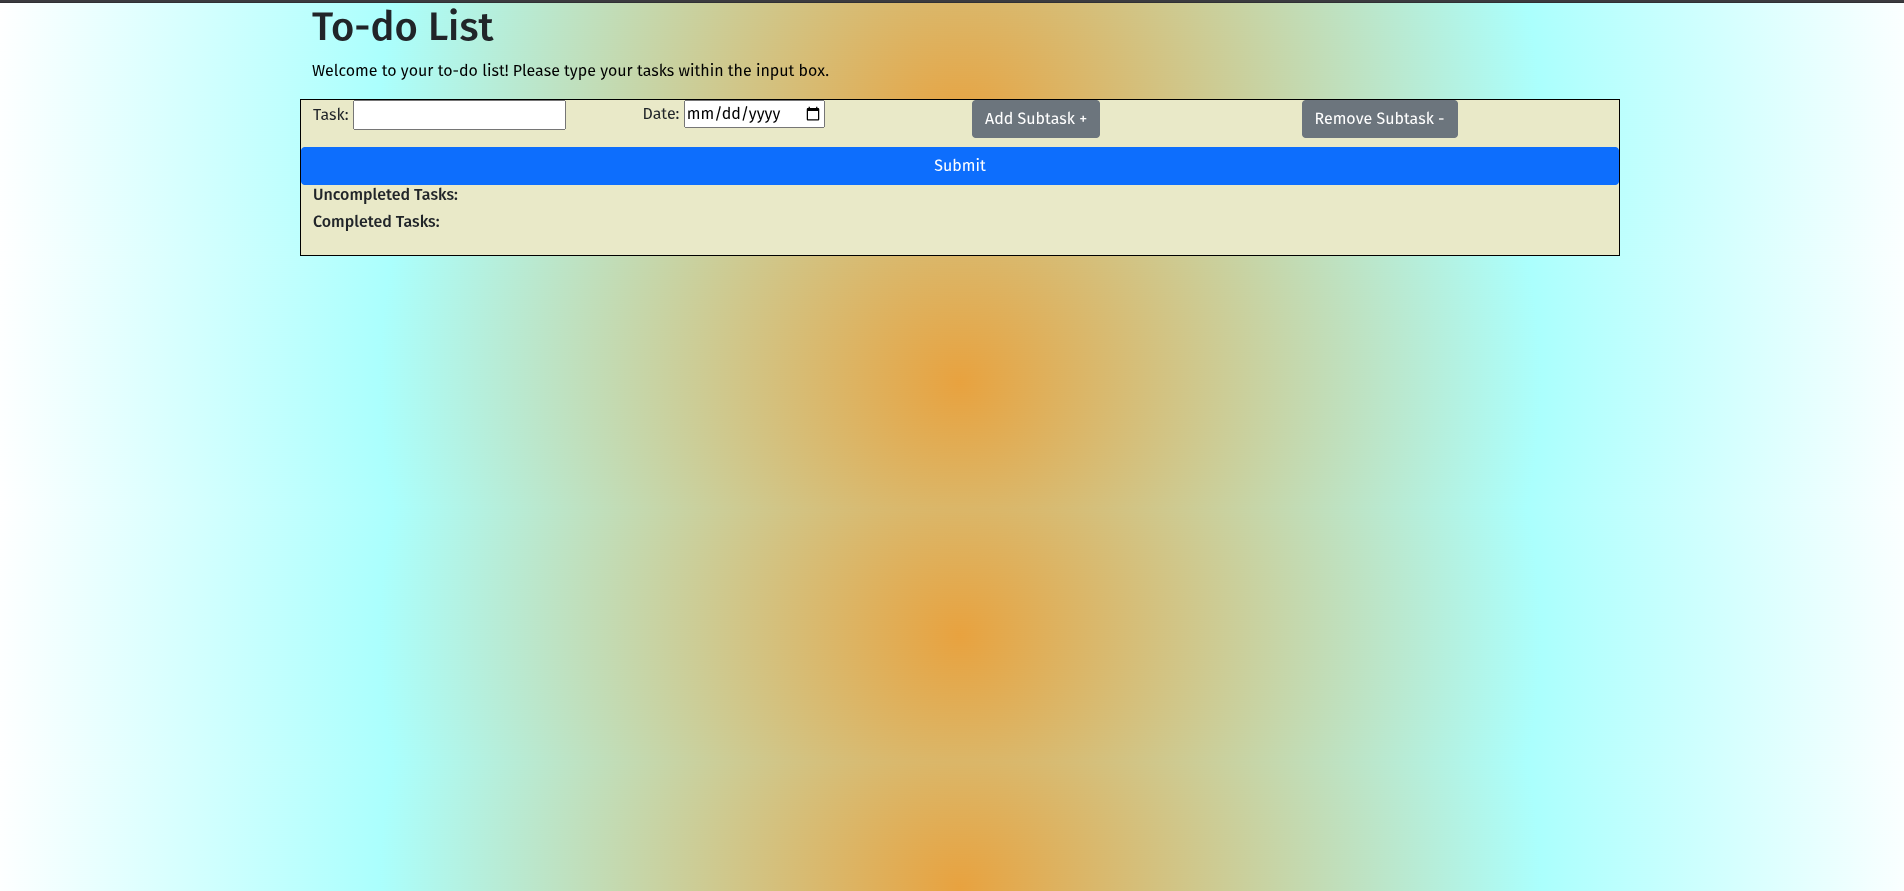 To-do List
Welcome to your to-do list! Please type your tasks within the input box.
Task: Date: mm/dd/yyyy Add Subtask + Remove Subtask -
Submit
Uncompleted Tasks:
Completed Tasks: